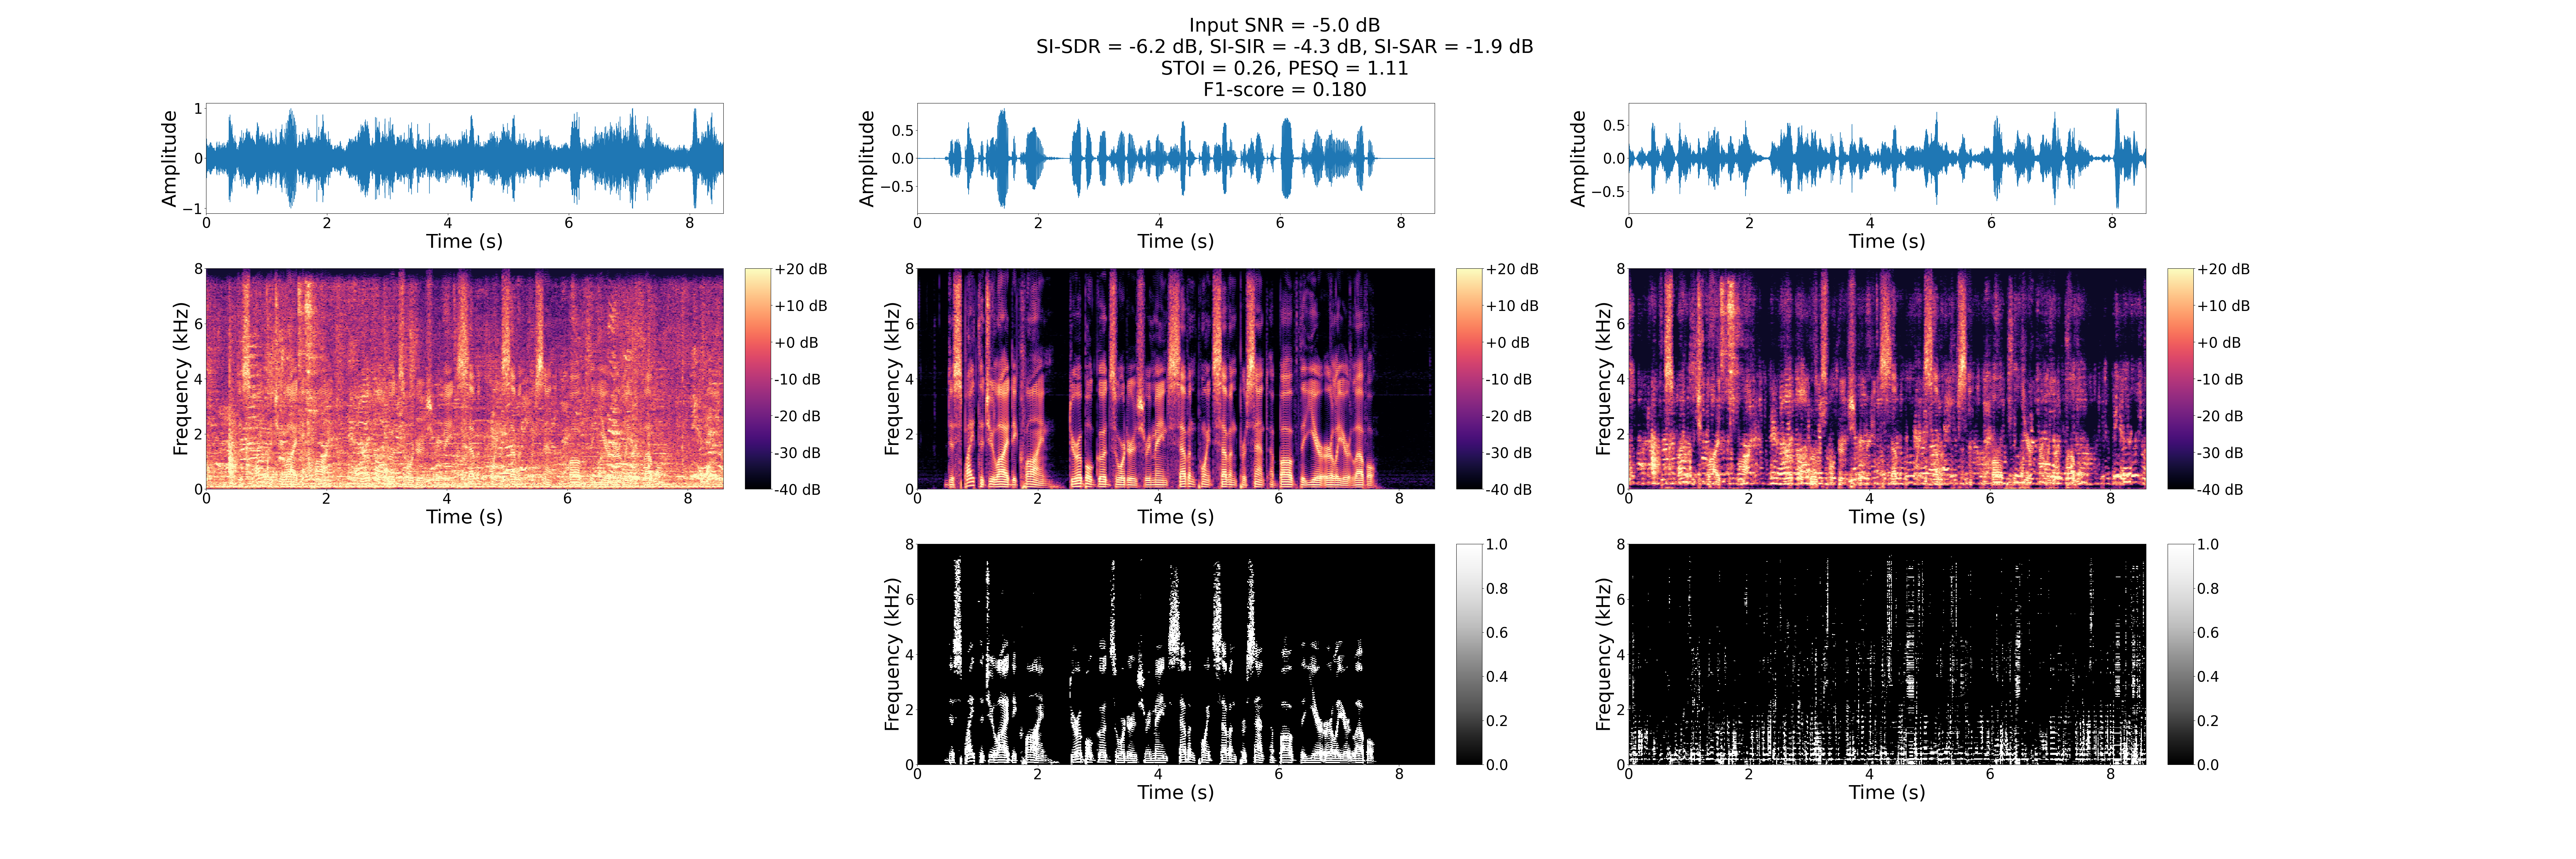 Input SNR = -5.0 dB
SI-SDR = -6.2 dB, SI-SIR = -4.3 dB, SI-SAR = -1.9 dB
STOI = 0.26, PESQ = 1.11
F1-score = 0.180
Amplitude
1
0
−1
0 2 4 6 8
Time (s)
Amplitude
0.5
0.0
−0.5
0 2 4 6 8
Time (s)
Amplitude
0.5
0.0
−0.5
0 2 4 6 8
Time (s)
Frequency (kHz)
8
6
4
2
0
0 2 4 6 8
Time (s)
+20 dB
+10 dB
+0 dB
-10 dB
-20 dB
-30 dB
-40 dB
Frequency (kHz)
8
6
4
2
0
0 2 4 6 8
Time (s)
+20 dB
+10 dB
+0 dB
-10 dB
-20 dB
-30 dB
-40 dB
Frequency (kHz)
8
6
4
2
0
0 2 4 6 8
Time (s)
+20 dB
+10 dB
+0 dB
-10 dB
-20 dB
-30 dB
-40 dB
Frequency (kHz)
8
6
4
2
0
0 2 4 6 8
Time (s)
1.0
0.8
0.6
0.4
0.2
0.0
Frequency (kHz)
8
6
4
2
0
0 2 4 6 8
Time (s)
1.0
0.8
0.6
0.4
0.2
0.0